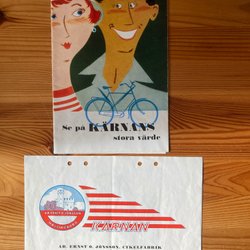 Se på KÄRNANS
stora värde
KÄRNAN
AB. ERNST O. JÖNSSON, CYKELFABRIK